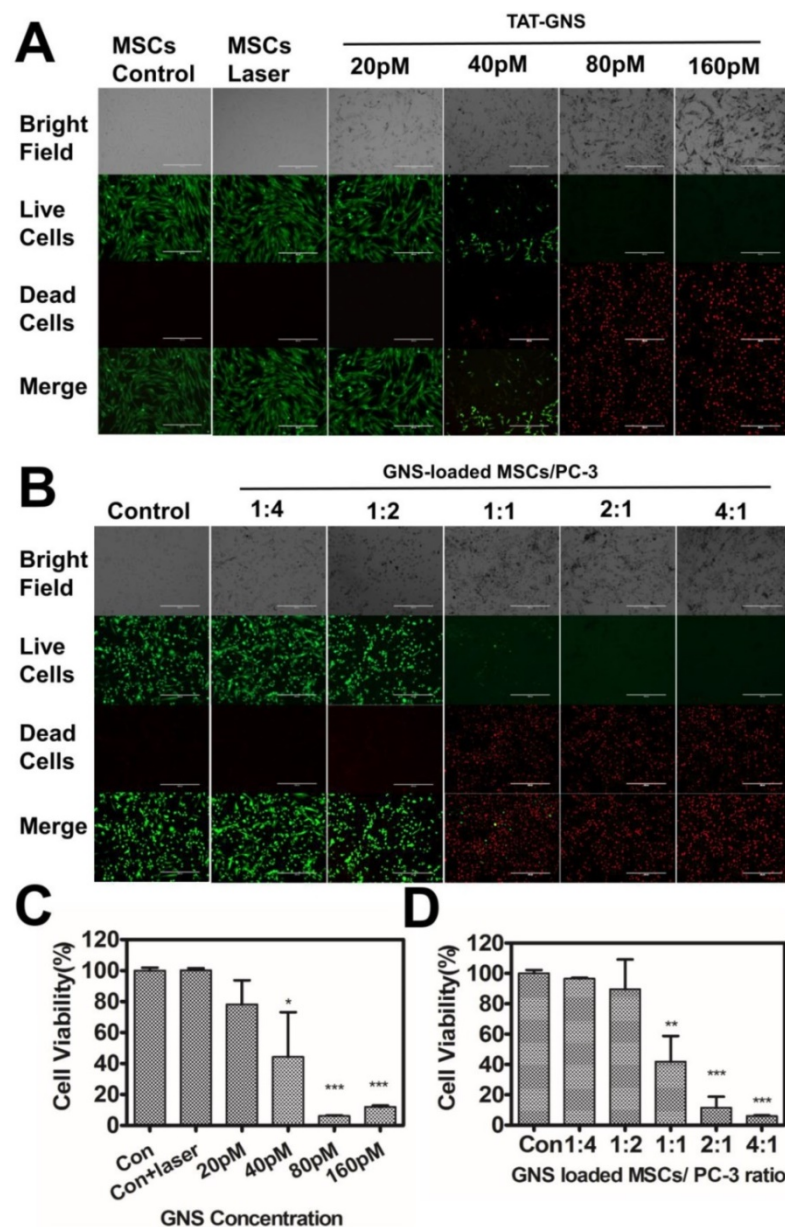 A
MSCs Control
MSCs Laser
TAT-GNS
20pM 40pM 80pM 160pM
Bright Field
Live Cells
Dead Cells
Merge
B
GNS-loaded MSCs/PC-3
Control 1:4 1:2 1:1 2:1 4:1
Bright Field
Live Cells
Dead Cells
Merge
C
Cell Viability(%)
120
100
80
60
40
20
0
*
***
***
Con Con+laser 20pM 40pM 80pM 160pM
GNS Concentration
D
Cell Viability(%)
120
100
80
60
40
20
0
**
***
***
Con 1:4 1:2 1:1 2:1 4:1
GNS loaded MSCs/ PC-3 ratio